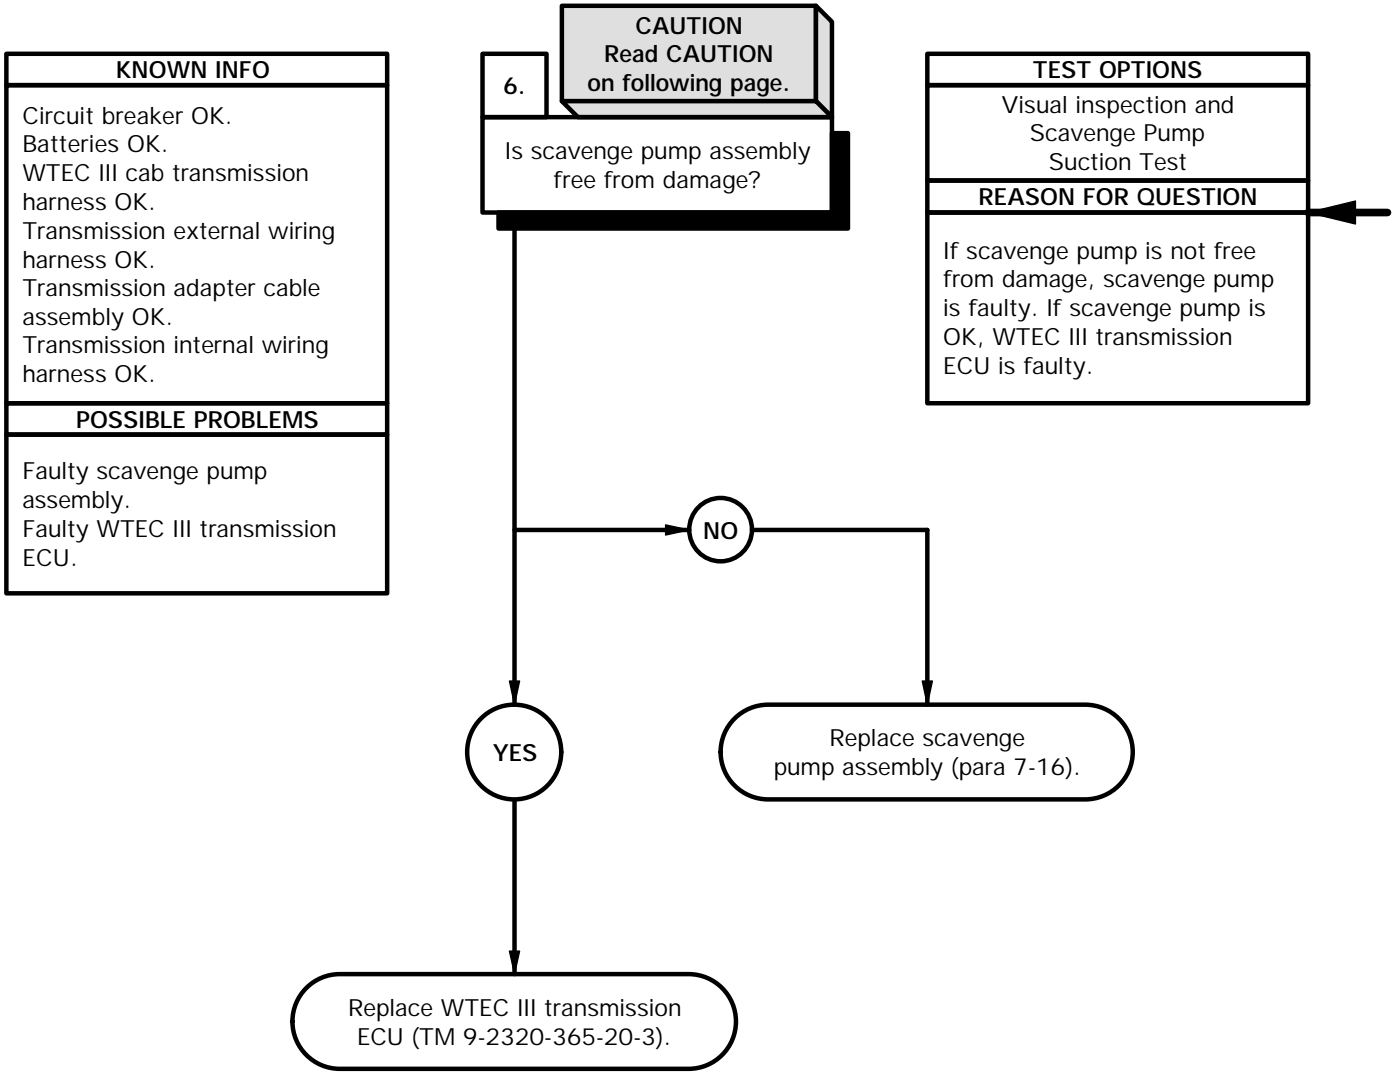 KNOWN INFO
Circuit breaker OK.
Batteries OK.
WTEC III cab transmission
harness OK.
Transmission external wiring
harness OK.
Transmission adapter cable
assembly OK.
Transmission internal wiring
harness OK.
POSSIBLE PROBLEMS
Faulty scavenge pump
assembly.
Faulty WTEC III transmission
ECU.
CAUTION
Read CAUTION
on following page.
6.
Is scavenge pump assembly
free from damage?
TEST OPTIONS
Visual inspection and
Scavenge Pump
Suction Test
REASON FOR QUESTION
If scavenge pump is not free
from damage, scavenge pump
is faulty. If scavenge pump is
OK, WTEC III transmission
ECU is faulty.
NO
YES
Replace scavenge
pump assembly (para 7-16).
Replace WTEC III transmission
ECU (TM 9-2320-365-20-3).